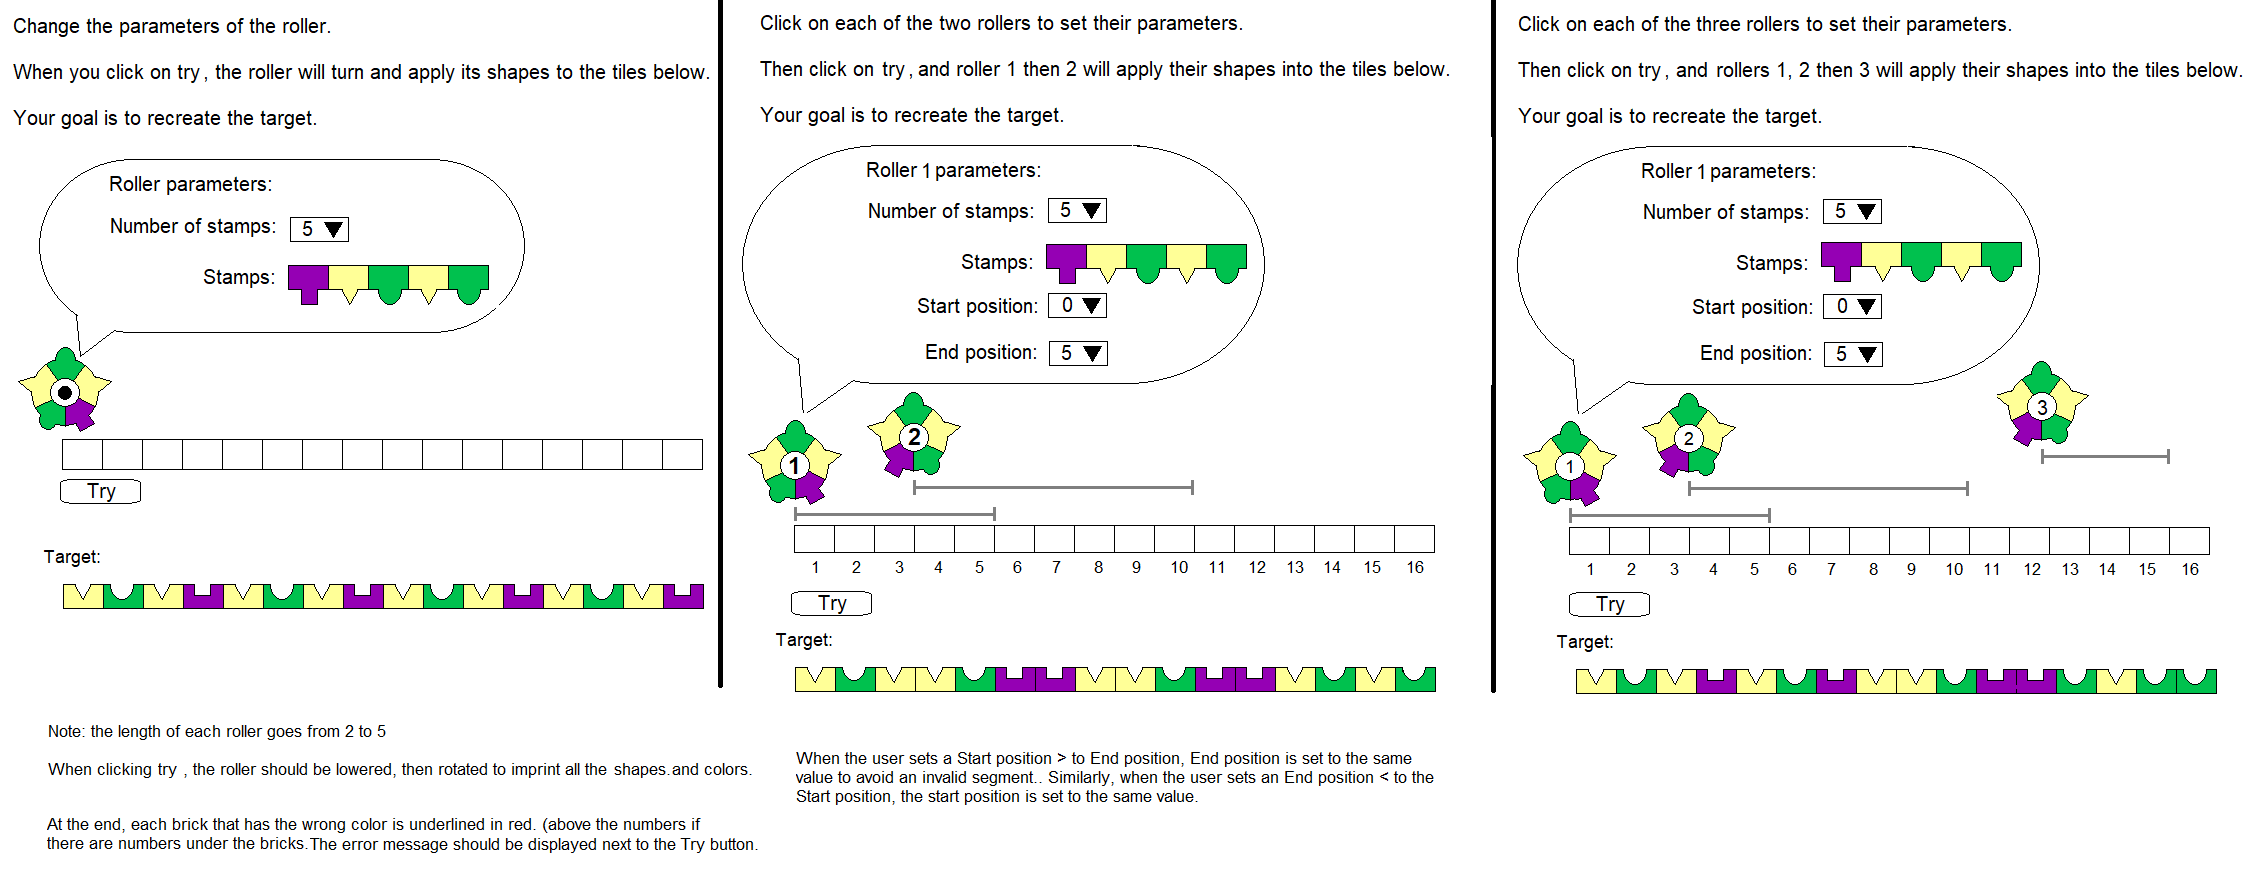 Change the parameters of the roller.
When you click on try, the roller will turn and apply its shapes to the tiles below.
Your goal is to recreate the target.
Roller parameters:
Number of stamps: 5
Stamps:
Try
Target:
Note: the length of each roller goes from 2 to 5
When clicking try , the roller should be lowered, then rotated to imprint all the shapes.and colors.
At the end, each brick that has the wrong color is underlined in red. (above the numbers if
there are numbers under the bricks.The error message should be displayed next to the Try button.
Click on each of the two rollers to set their parameters.
Then click on try, and roller 1 then 2 will apply their shapes into the tiles below.
Your goal is to recreate the target.
Roller 1 parameters:
Number of stamps: 5
Stamps:
Start position: 0
End position: 5
2
1
1 2 3 4 5 6 7 8 9 10 11 12 13 14 15 16
Try
Target:
When the user sets a Start position > to End position, End position is set to the same
value to avoid an invalid segment.. Similarly, when the user sets an End position < to the
Start position, the start position is set to the same value.
Click on each of the three rollers to set their parameters.
Then click on try, and rollers 1, 2 then 3 will apply their shapes into the tiles below.
Your goal is to recreate the target.
Roller 1 parameters:
Number of stamps: 5
Stamps:
Start position: 0
End position: 5
3
2
1
1 2 3 4 5 6 7 8 9 10 11 12 13 14 15 16
Try
Target: